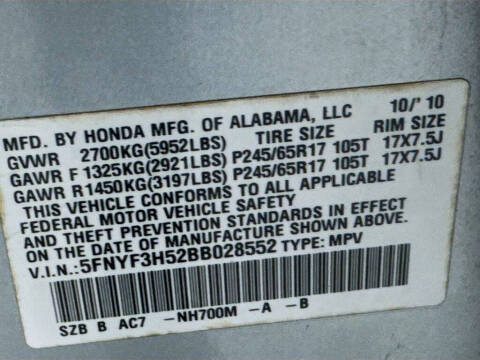 MFD. BY HONDA MFG. OF ALABAMA, LLC 10/'10
GVWR 2700KG(5952LBS) TIRE SIZE RIM SIZE
GAWR F 1325KG(2921LBS) P245/65R17 105T 17X7.5J
GAWR R1450KG(3197LBS) P245/65R17 105T 17X7.5J
THIS VEHICLE CONFORMS TO ALL APPLICABLE
FEDERAL MOTOR VEHICLE SAFETY
AND THEFT PREVENTION STANDARDS IN EFFECT
ON THE DATE OF MANUFACTURE SHOWN ABOVE.
V.I.N.:5FNYF3H52BB028552 TYPE: MPV
SZB B AC7 -NH700M -A -B